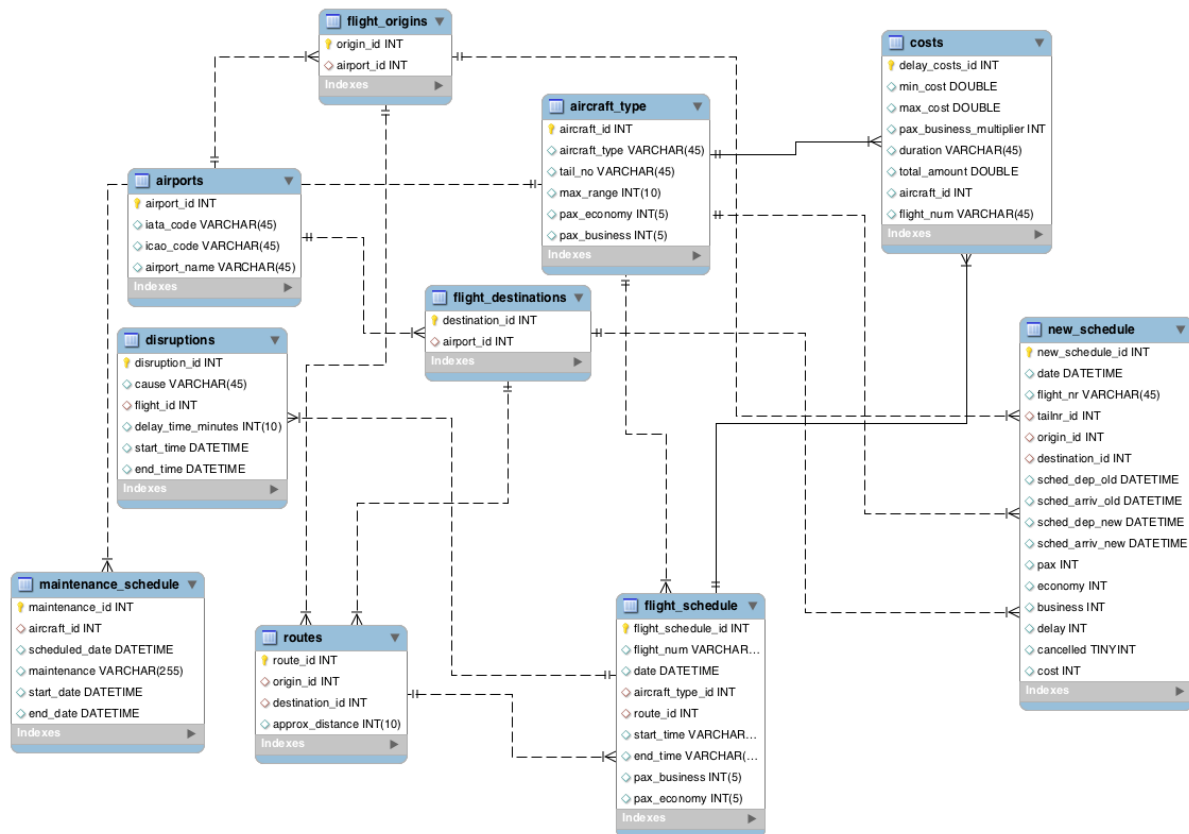 flight_origins
origin_id INT
airport_id INT
Indexes
costs
delay_costs_id INT
min_cost DOUBLE
max_cost DOUBLE
pax_business_multiplier INT
duration VARCHAR(45)
total_amount DOUBLE
aircraft_id INT
flight_num VARCHAR(45)
Indexes
aircraft_type
aircraft_id INT
aircraft_type VARCHAR(45)
tail_no VARCHAR(45)
max_range INT(10)
pax_economy INT(5)
pax_business INT(5)
Indexes
airports
airport_id INT
iata_code VARCHAR(45)
icao_code VARCHAR(45)
airport_name VARCHAR(45)
Indexes
flight_destinations
destination_id INT
airport_id INT
Indexes
disruptions
disruption_id INT
cause VARCHAR(45)
flight_id INT
delay_time_minutes INT(10)
start_time DATETIME
end_time DATETIME
Indexes
new_schedule
new_schedule_id INT
date DATETIME
flight_nr VARCHAR(45)
tailnr_id INT
origin_id INT
destination_id INT
sched_dep_old DATETIME
sched_arriv_old DATETIME
sched_dep_new DATETIME
sched_arriv_new DATETIME
pax INT
economy INT
business INT
delay INT
cancelled TINYINT
cost INT
Indexes
maintenance_schedule
maintenance_id INT
aircraft_id INT
scheduled_date DATETIME
maintenance VARCHAR(255)
start_date DATETIME
end_date DATETIME
Indexes
routes
route_id INT
origin_id INT
destination_id INT
approx_distance INT(10)
Indexes
flight_schedule
flight_schedule_id INT
flight_num VARCHAR...
date DATETIME
aircraft_type_id INT
route_id INT
start_time VARCHAR...
end_time VARCHAR(...
pax_business INT(5)
pax_economy INT(5)
Indexes